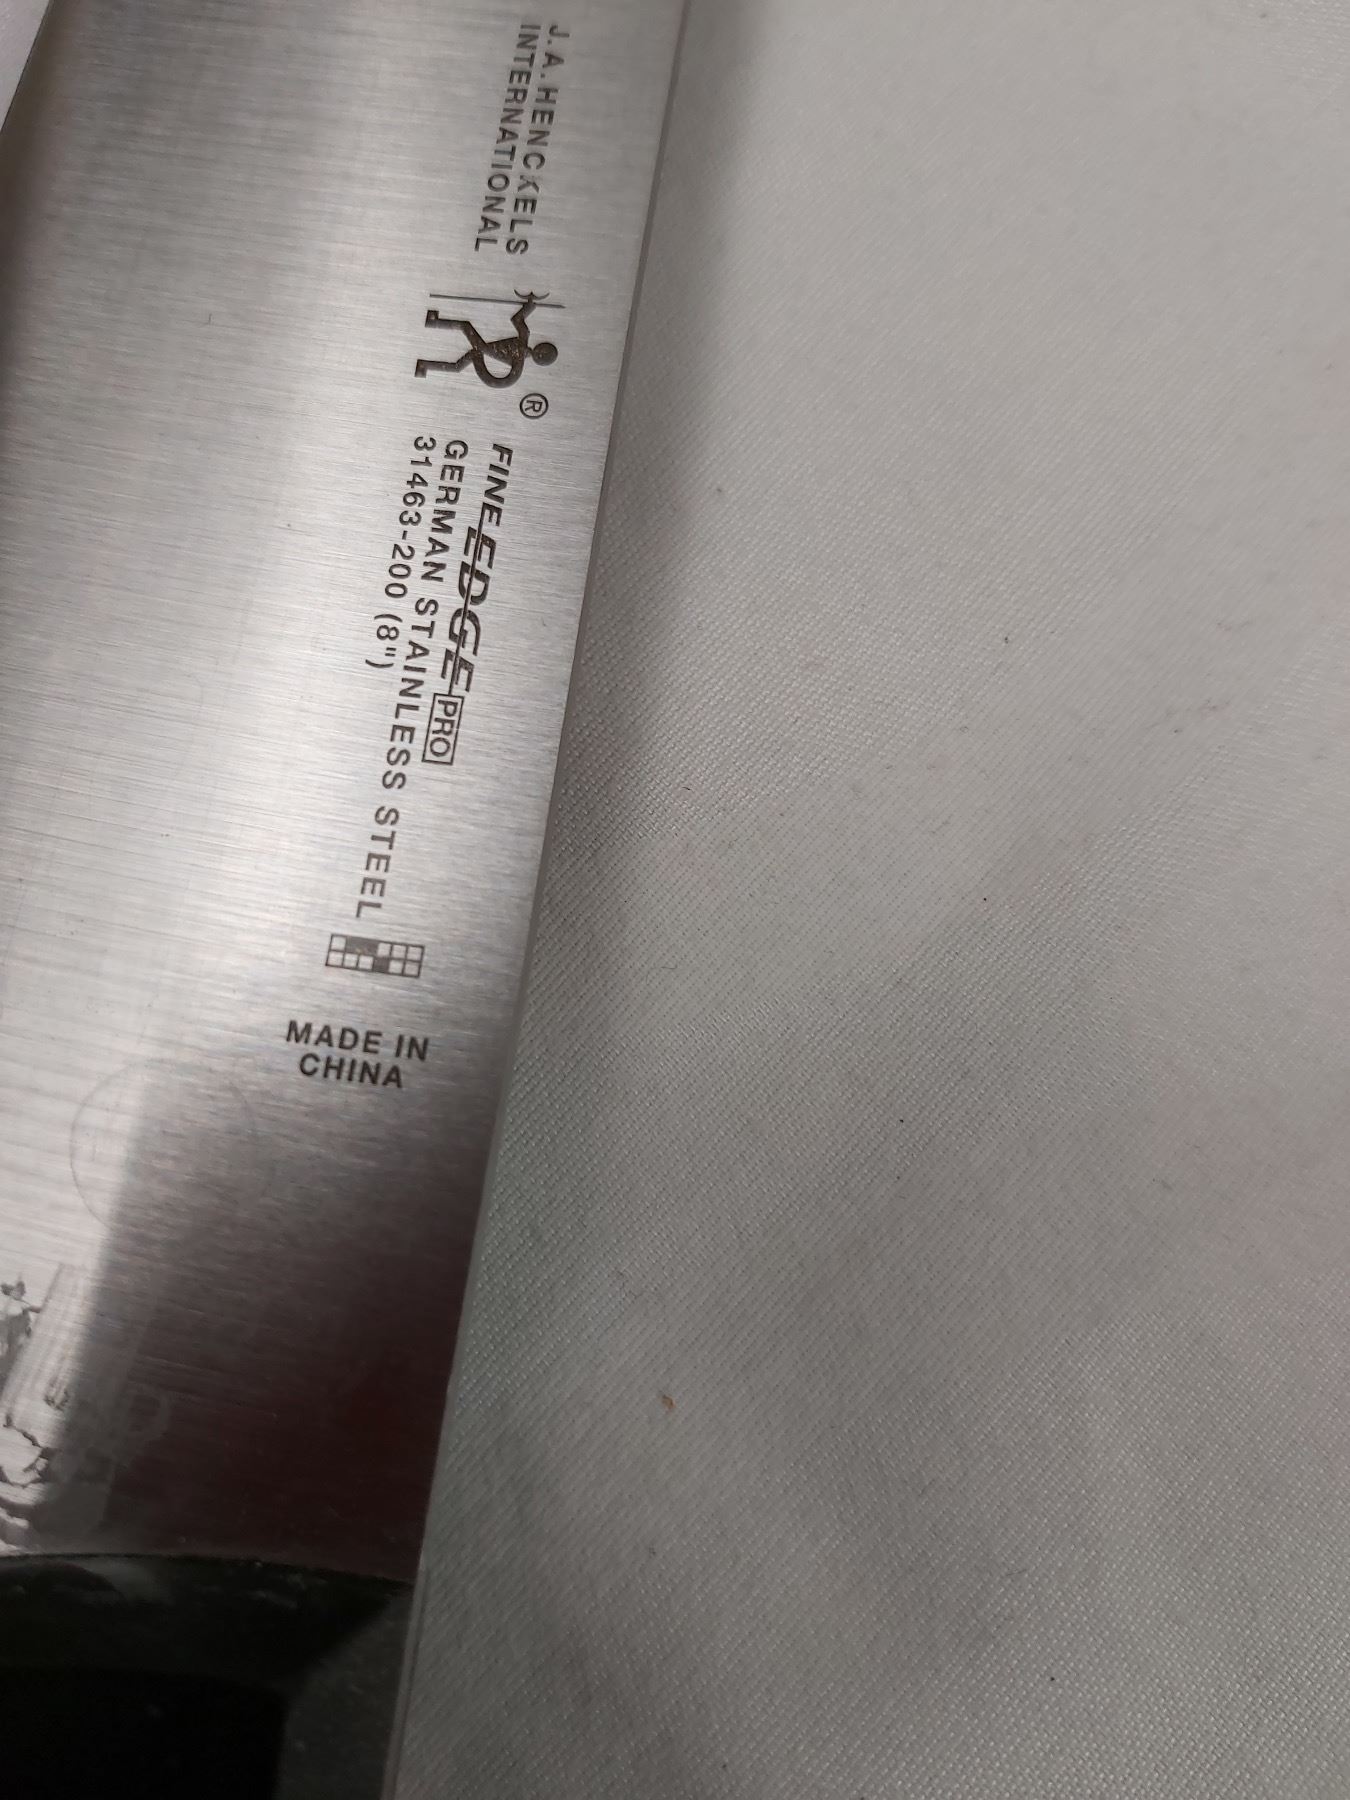 J.A. HENCKELS
INTERNATIONAL
®
FINE EDGE PRO
GERMAN STAINLESS STEEL
31463-200 (8")
MADE IN
CHINA